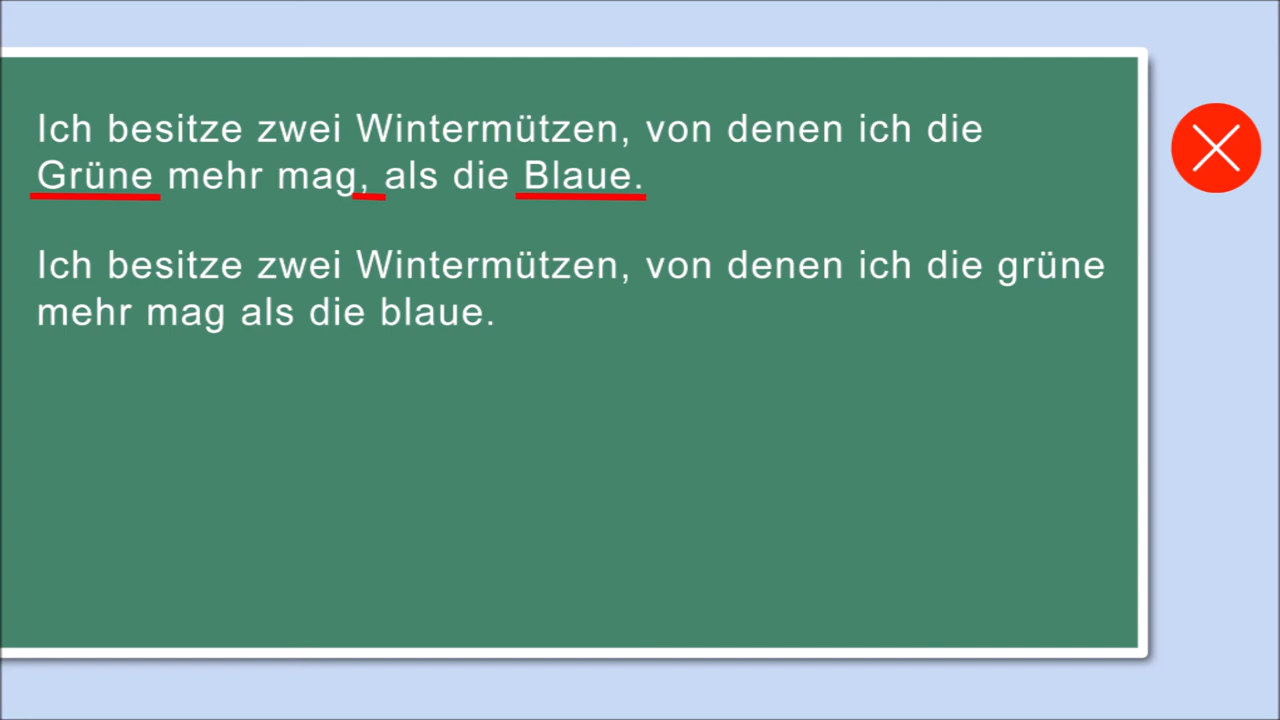 Ich besitze zwei Wintermützen, von denen ich die
Grüne mehr mag, als die Blaue.
Ich besitze zwei Wintermützen, von denen ich die grüne
mehr mag als die blaue.